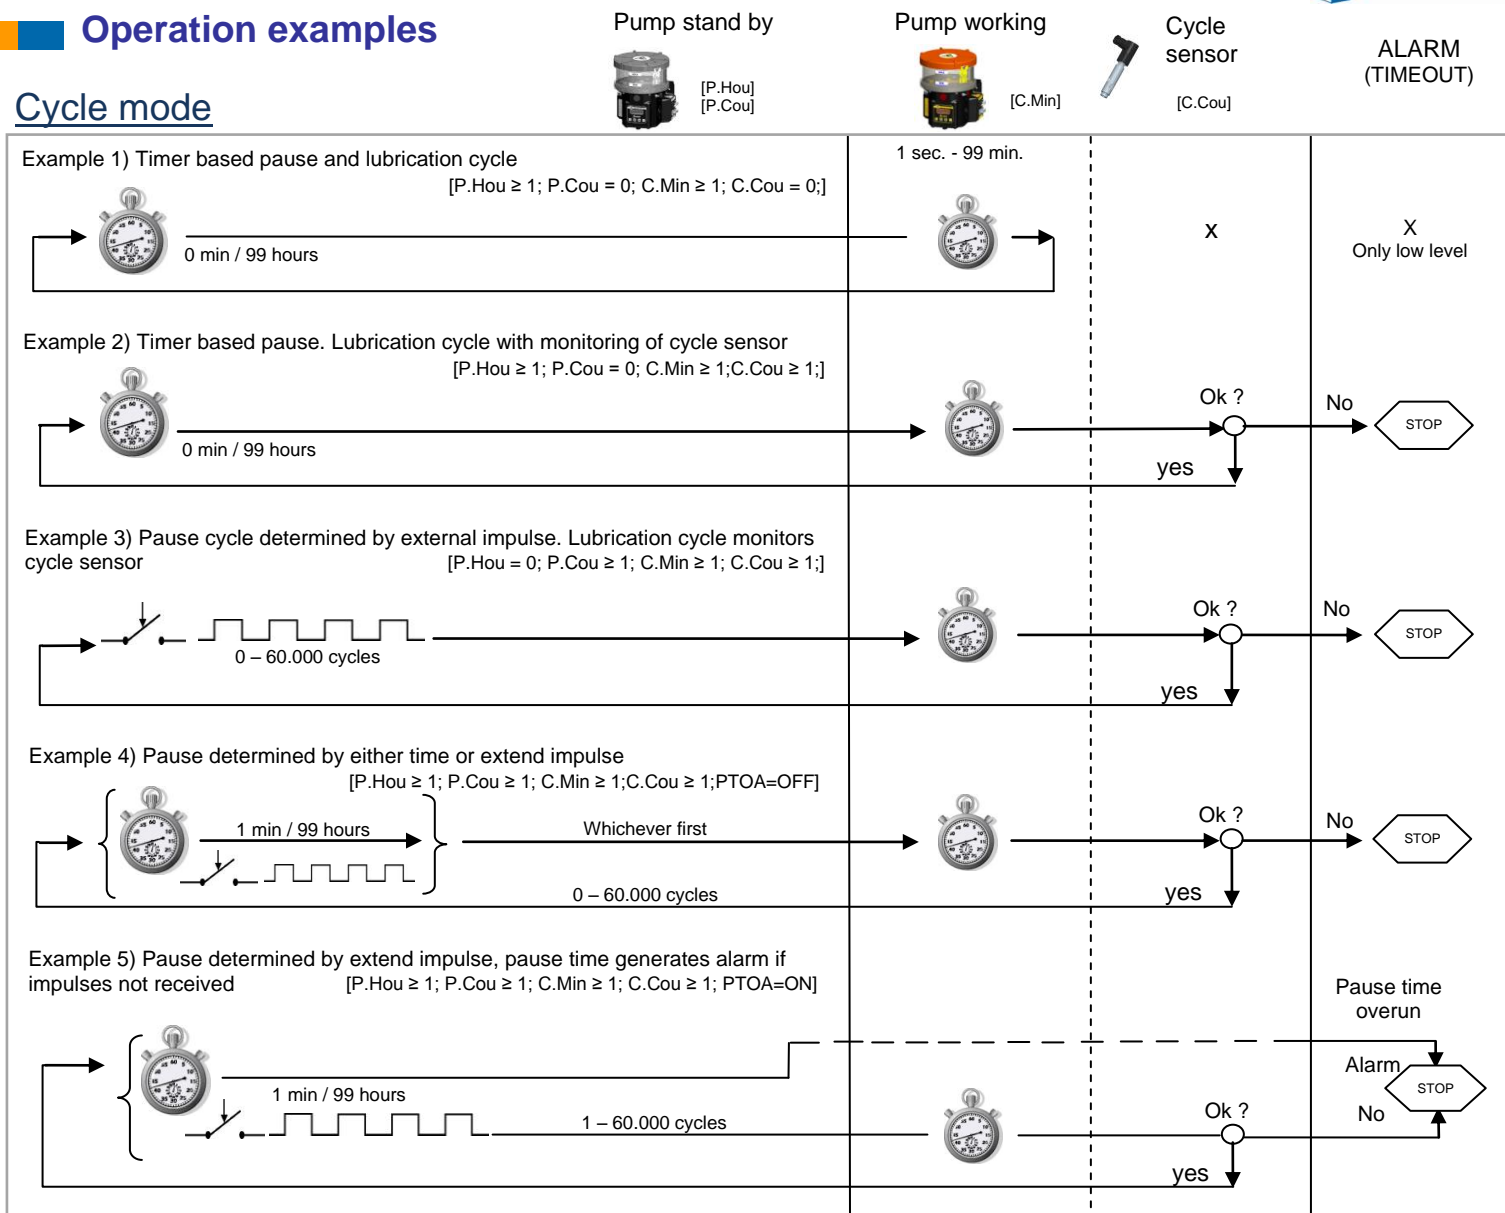 Operation examples
Cycle mode
Pump stand by
[P.Hou]
[P.Cou]
Pump working
[C.Min]
Cycle
sensor
[C.Cou]
ALARM
(TIMEOUT)
Example 1) Timer based pause and lubrication cycle
[P.Hou ≥ 1; P.Cou = 0; C.Min ≥ 1; C.Cou = 0;]
1 sec. - 99 min.
0 min / 99 hours
x
X
Only low level
Example 2) Timer based pause. Lubrication cycle with monitoring of cycle sensor
[P.Hou ≥ 1; P.Cou = 0; C.Min ≥ 1;C.Cou ≥ 1;]
0 min / 99 hours
Ok ?
No
STOP
yes
Example 3) Pause cycle determined by external impulse. Lubrication cycle monitors
cycle sensor
[P.Hou = 0; P.Cou ≥ 1; C.Min ≥ 1; C.Cou ≥ 1;]
0 – 60.000 cycles
Ok ?
No
STOP
yes
Example 4) Pause determined by either time or extend impulse
[P.Hou ≥ 1; P.Cou ≥ 1; C.Min ≥ 1;C.Cou ≥ 1;PTOA=OFF]
1 min / 99 hours
Whichever first
0 – 60.000 cycles
Ok ?
No
STOP
yes
Example 5) Pause determined by extend impulse, pause time generates alarm if
impulses not received
[P.Hou ≥ 1; P.Cou ≥ 1; C.Min ≥ 1; C.Cou ≥ 1; PTOA=ON]
Pause time
overun
1 min / 99 hours
1 – 60.000 cycles
Alarm
STOP
Ok ?
No
yes